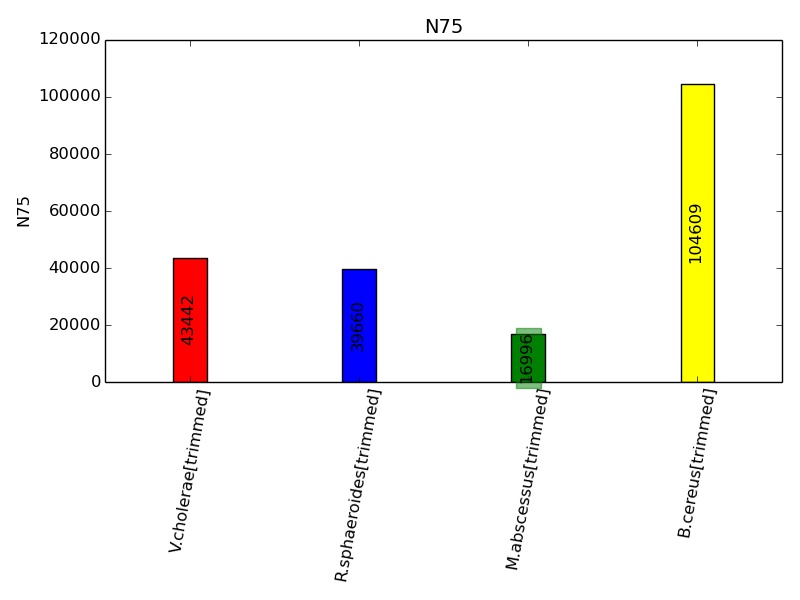 N75
120000
100000
80000
60000
40000
20000
0
N75
43442
39660
16996
104609
V.cholerae[trimmed]
R.sphaeroides[trimmed]
M.abscessus[trimmed]
B.cereus[trimmed]